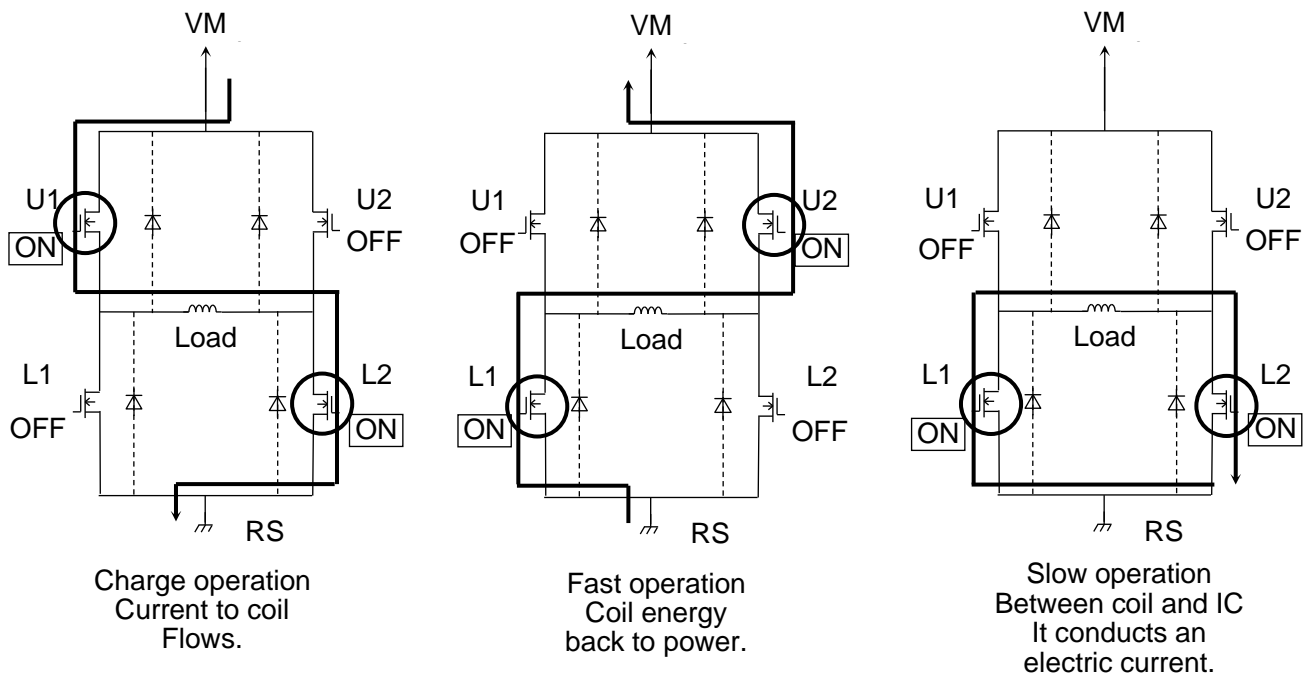 VM
U1
ON
U2
OFF
Load
L1
OFF
L2
ON
RS
Charge operation
Current to coil
Flows.
VM
U1
OFF
U2
ON
Load
L1
ON
L2
OFF
RS
Fast operation
Coil energy
back to power.
VM
U1
OFF
U2
OFF
Load
L1
ON
L2
ON
RS
Slow operation
Between coil and IC
It conducts an
electric current.